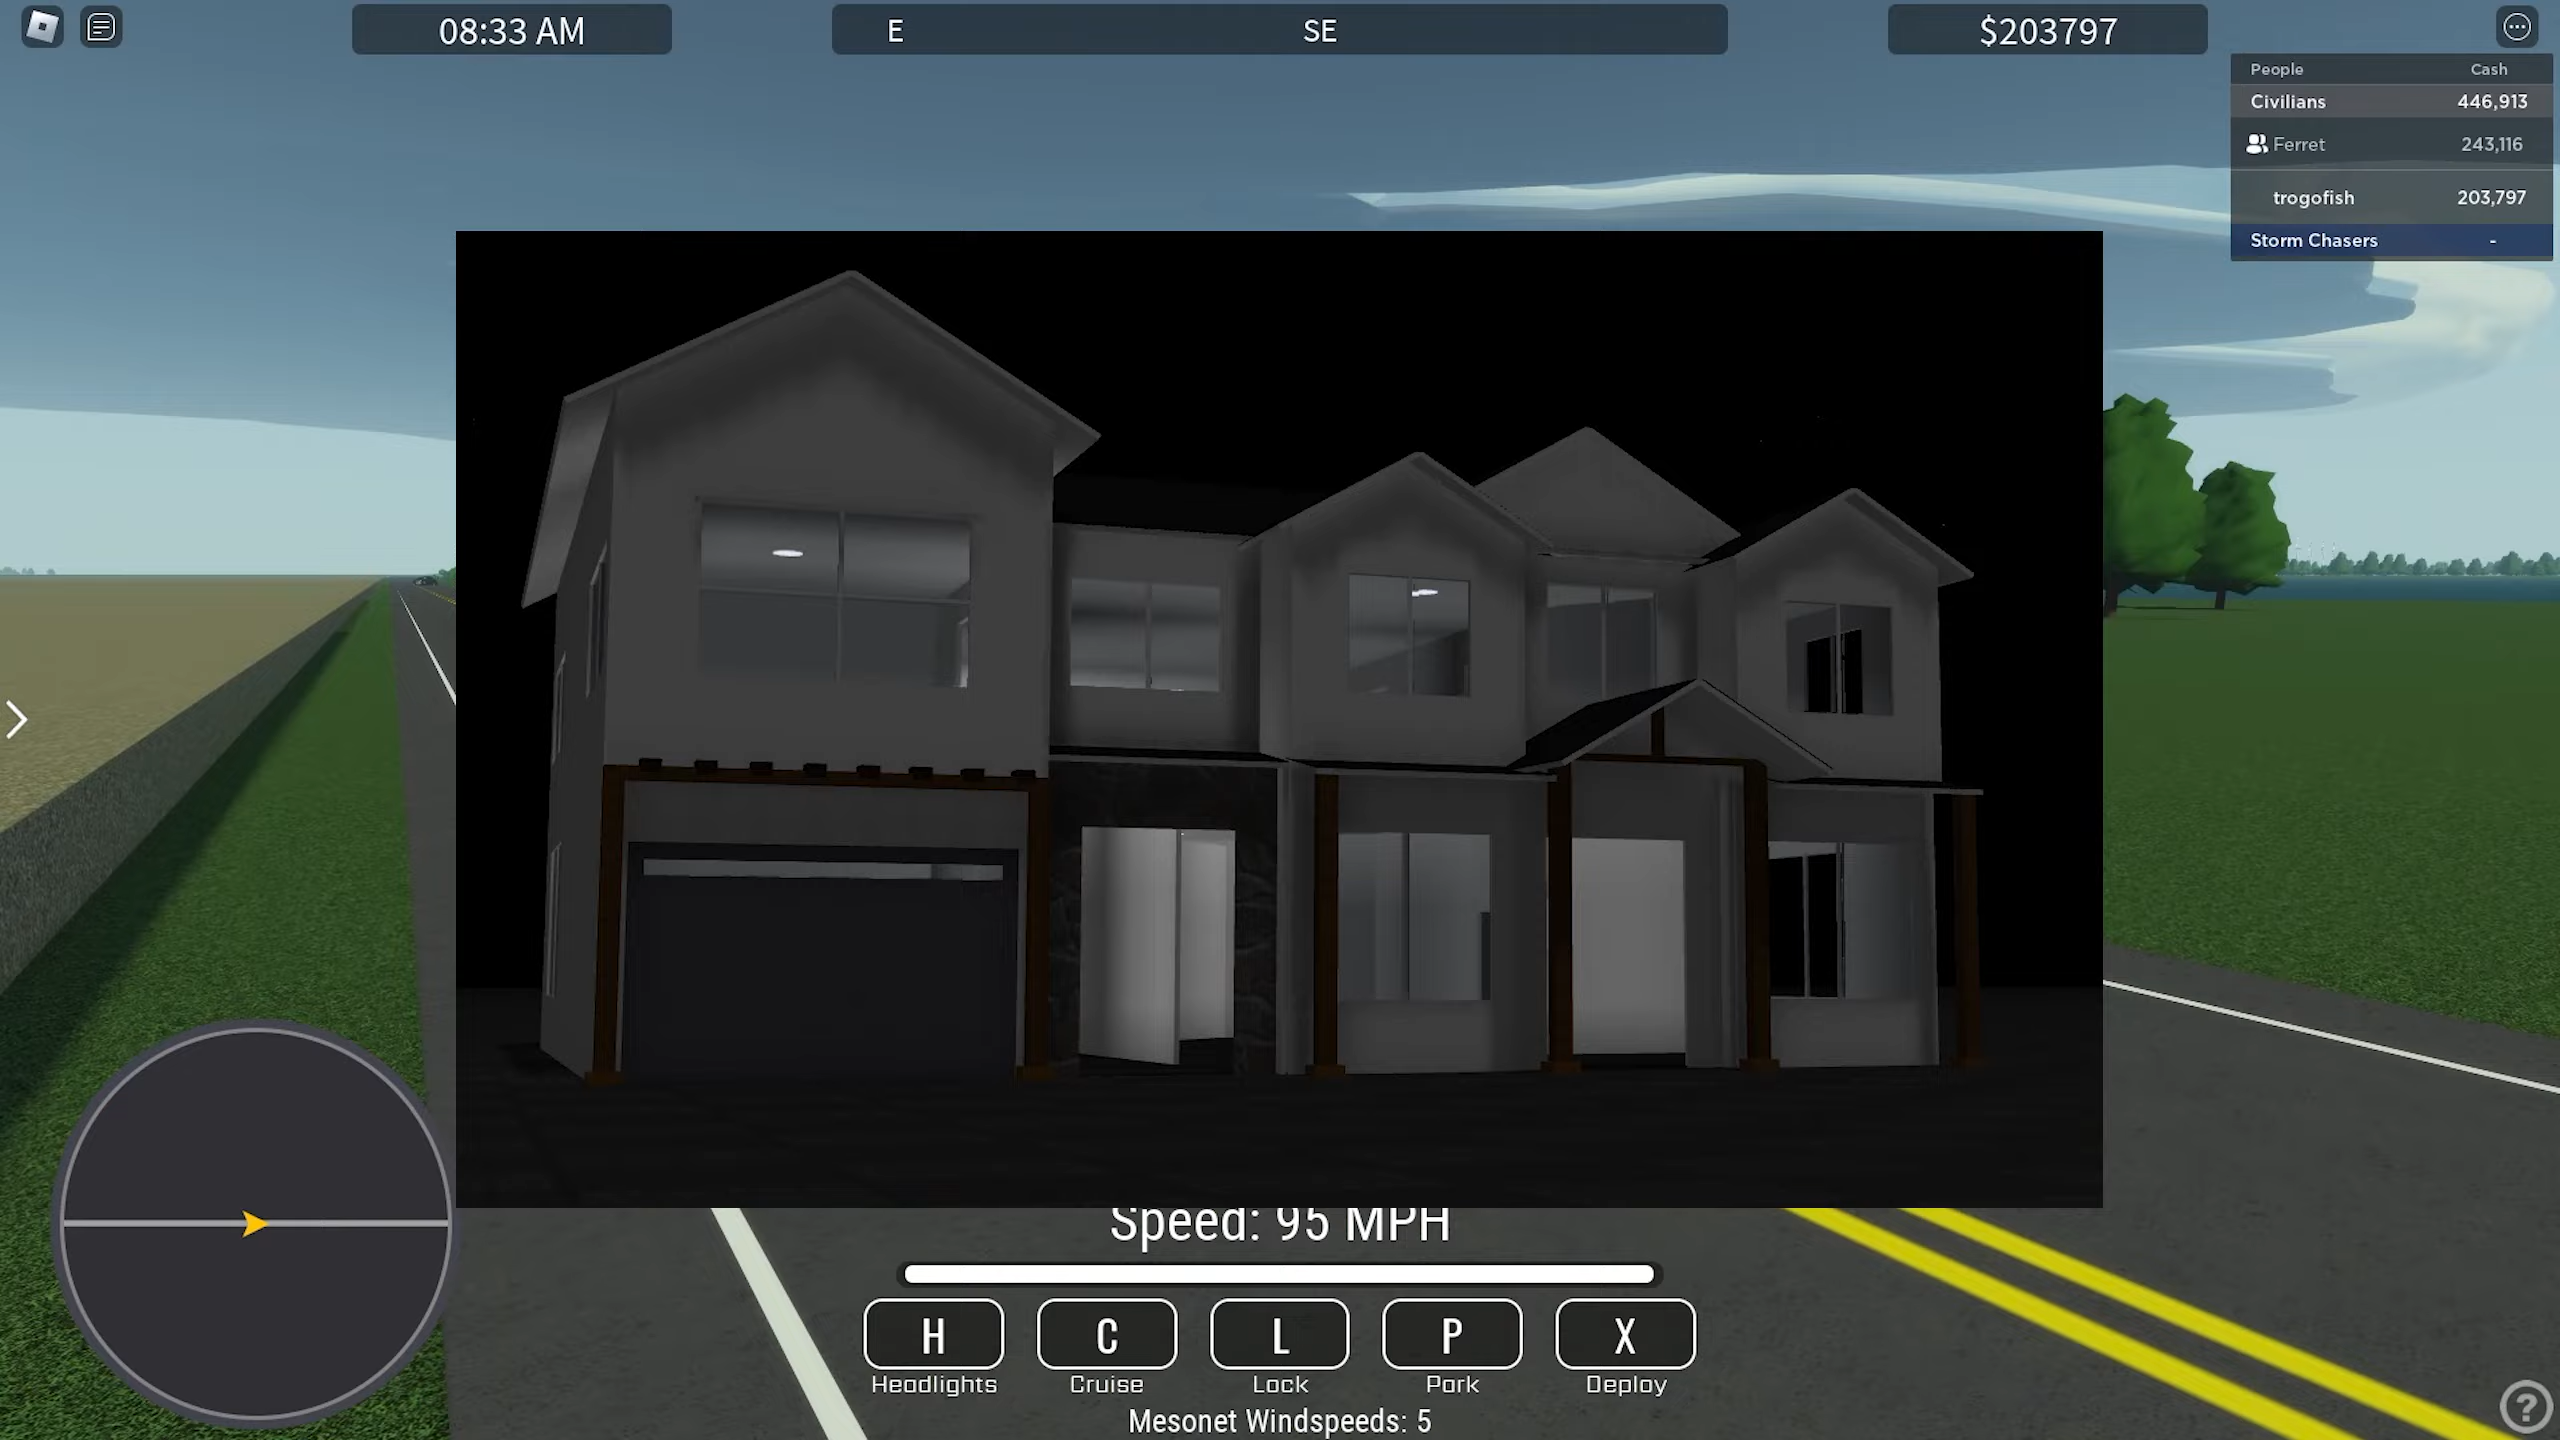 08:33 AM
E
SE
$203797
People Cash
Civilians 446,913
Ferret 243,116
trogofish 203,797
Storm Chasers -
Speed: 95 MPH
H C L P X
Headlights Cruise Lock Park Deploy
Mesonet Windspeeds: 5
?